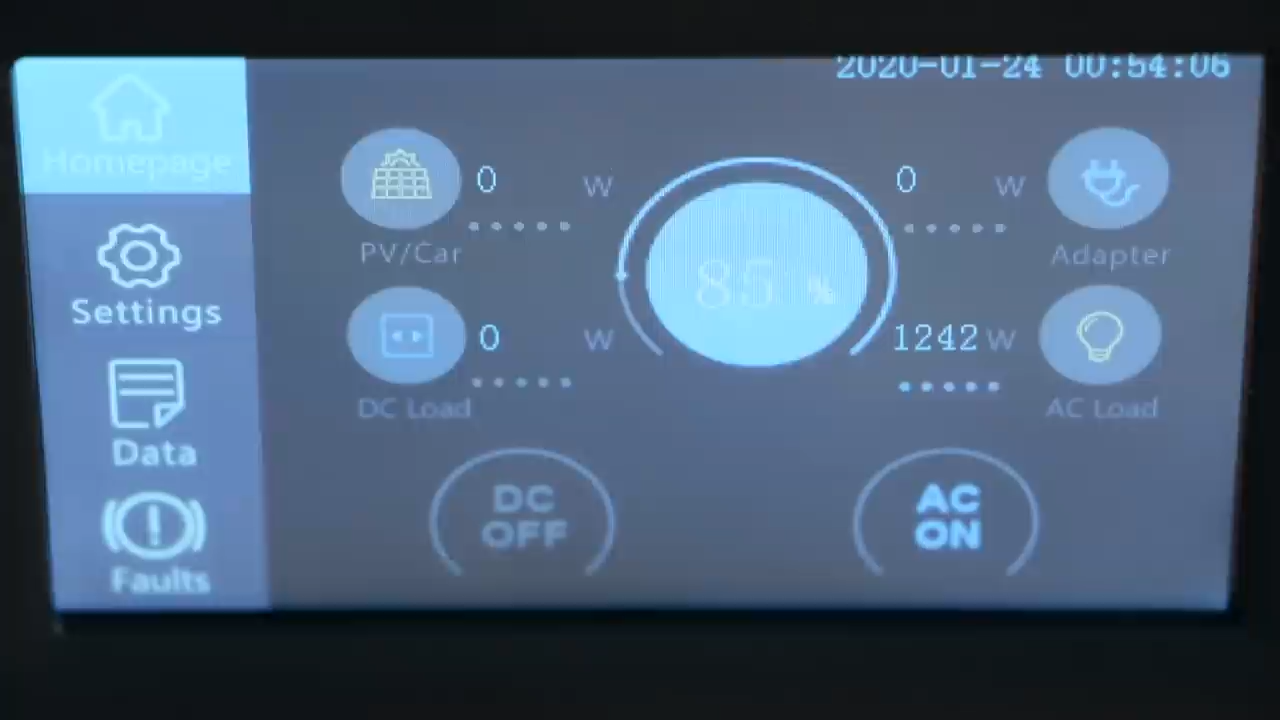 2020-01-24 00:54:06
Homepage
Settings
Data
Faults
0 W
PV/Car
0 W
DC Load
85 %
0 W
Adapter
1242 W
AC Load
DC
OFF
AC
ON